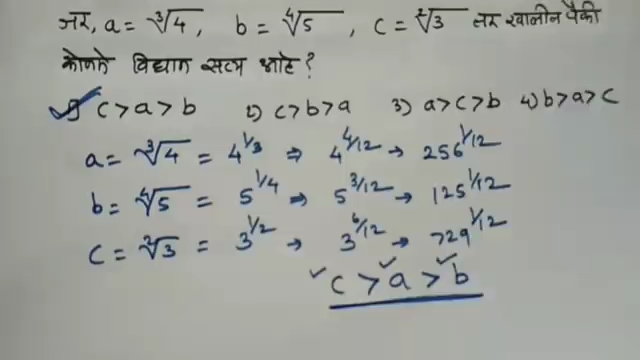 जर, a = ∛4, b = ∜5, c = ²√3 तर खालील पैकी
कोणते विधान सत्य आहे?
1) c > a > b 2) c > b > a 3) a > c > b 4) b > a > c
a = ∛4 = 4^1/3 ⇒ 4^4/12 → 256^1/12
b = ∜5 = 5^1/4 ⇒ 5^3/12 → 125^1/12
c = ²√3 = 3^1/2 → 3^6/12 → 729^1/12
✓c > ✓a > ✓b